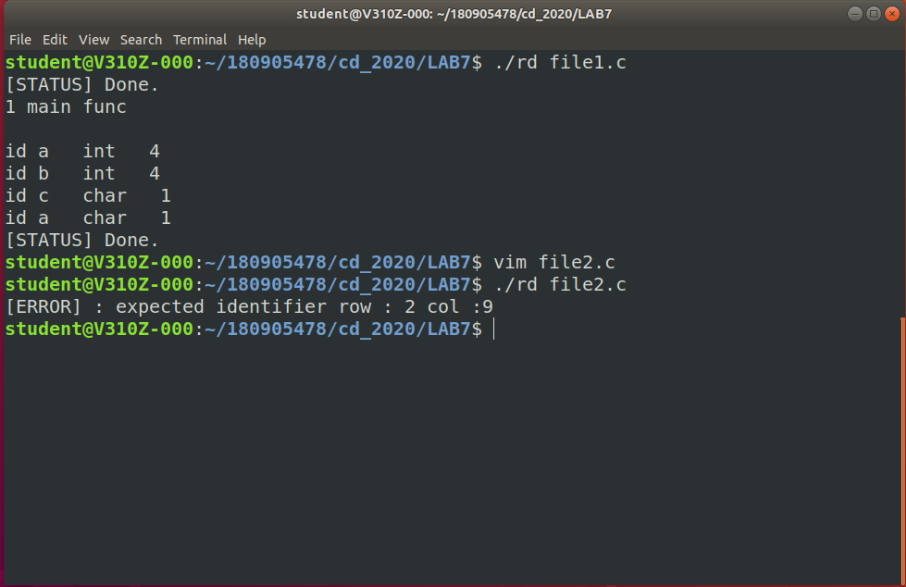 student@V310Z-000: ~/180905478/cd_2020/LAB7
File Edit View Search Terminal Help
student@V310Z-000:~/180905478/cd_2020/LAB7$ ./rd file1.c
[STATUS] Done.
1 main func
id a   int   4
id b   int   4
id c   char   1
id a   char   1
[STATUS] Done.
student@V310Z-000:~/180905478/cd_2020/LAB7$ vim file2.c
student@V310Z-000:~/180905478/cd_2020/LAB7$ ./rd file2.c
[ERROR] : expected identifier row : 2 col :9
student@V310Z-000:~/180905478/cd_2020/LAB7$